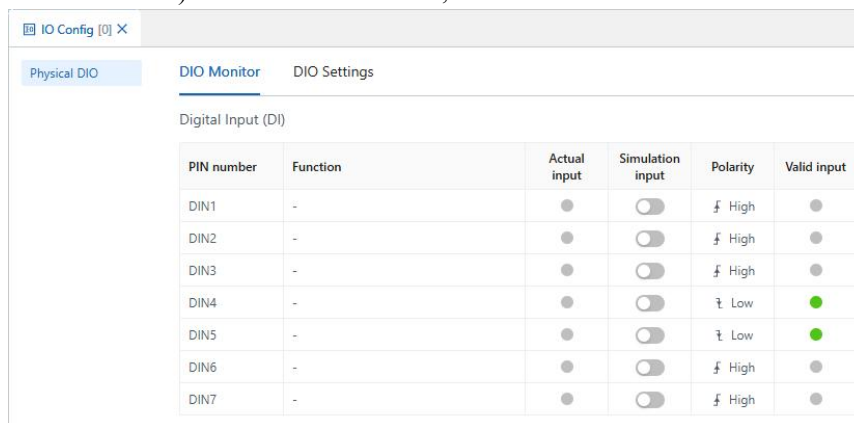 IO Config [0] ×
Physical DIO
DIO Monitor DIO Settings
Digital Input (DI)
PIN number Function Actual input Simulation input Polarity Valid input
DIN1 - High
DIN2 - High
DIN3 - High
DIN4 - Low
DIN5 - Low
DIN6 - High
DIN7 - High